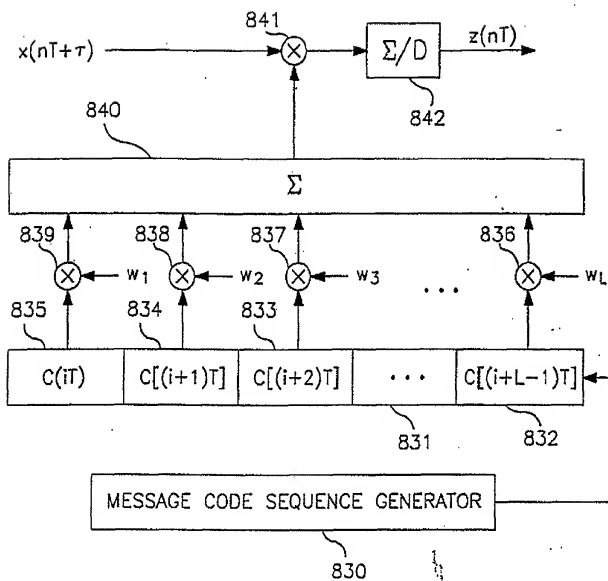 841
x(nT+τ)
Σ/D
z(nT)
842
840
Σ
839
838
837
836
w1
w2
w3
...
wL
835
834
833
C(iT)
C[(i+1)T]
C[(i+2)T]
...
C[(i+L-1)T]
831
832
MESSAGE CODE SEQUENCE GENERATOR
830